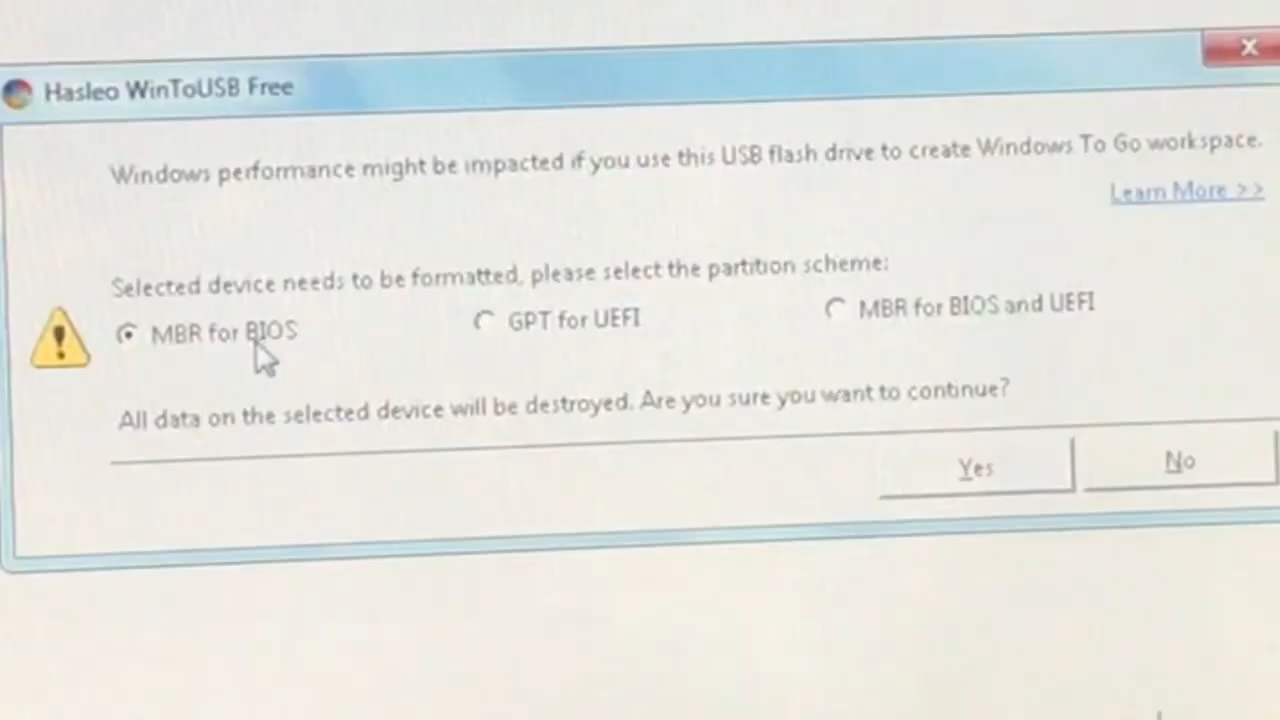 Hasleo WinToUSB Free
Windows performance might be impacted if you use this USB flash drive to create Windows To Go workspace.
Learn More >>
Selected device needs to be formatted, please select the partition scheme:
MBR for BIOS GPT for UEFI MBR for BIOS and UEFI
All data on the selected device will be destroyed. Are you sure you want to continue?
Yes No